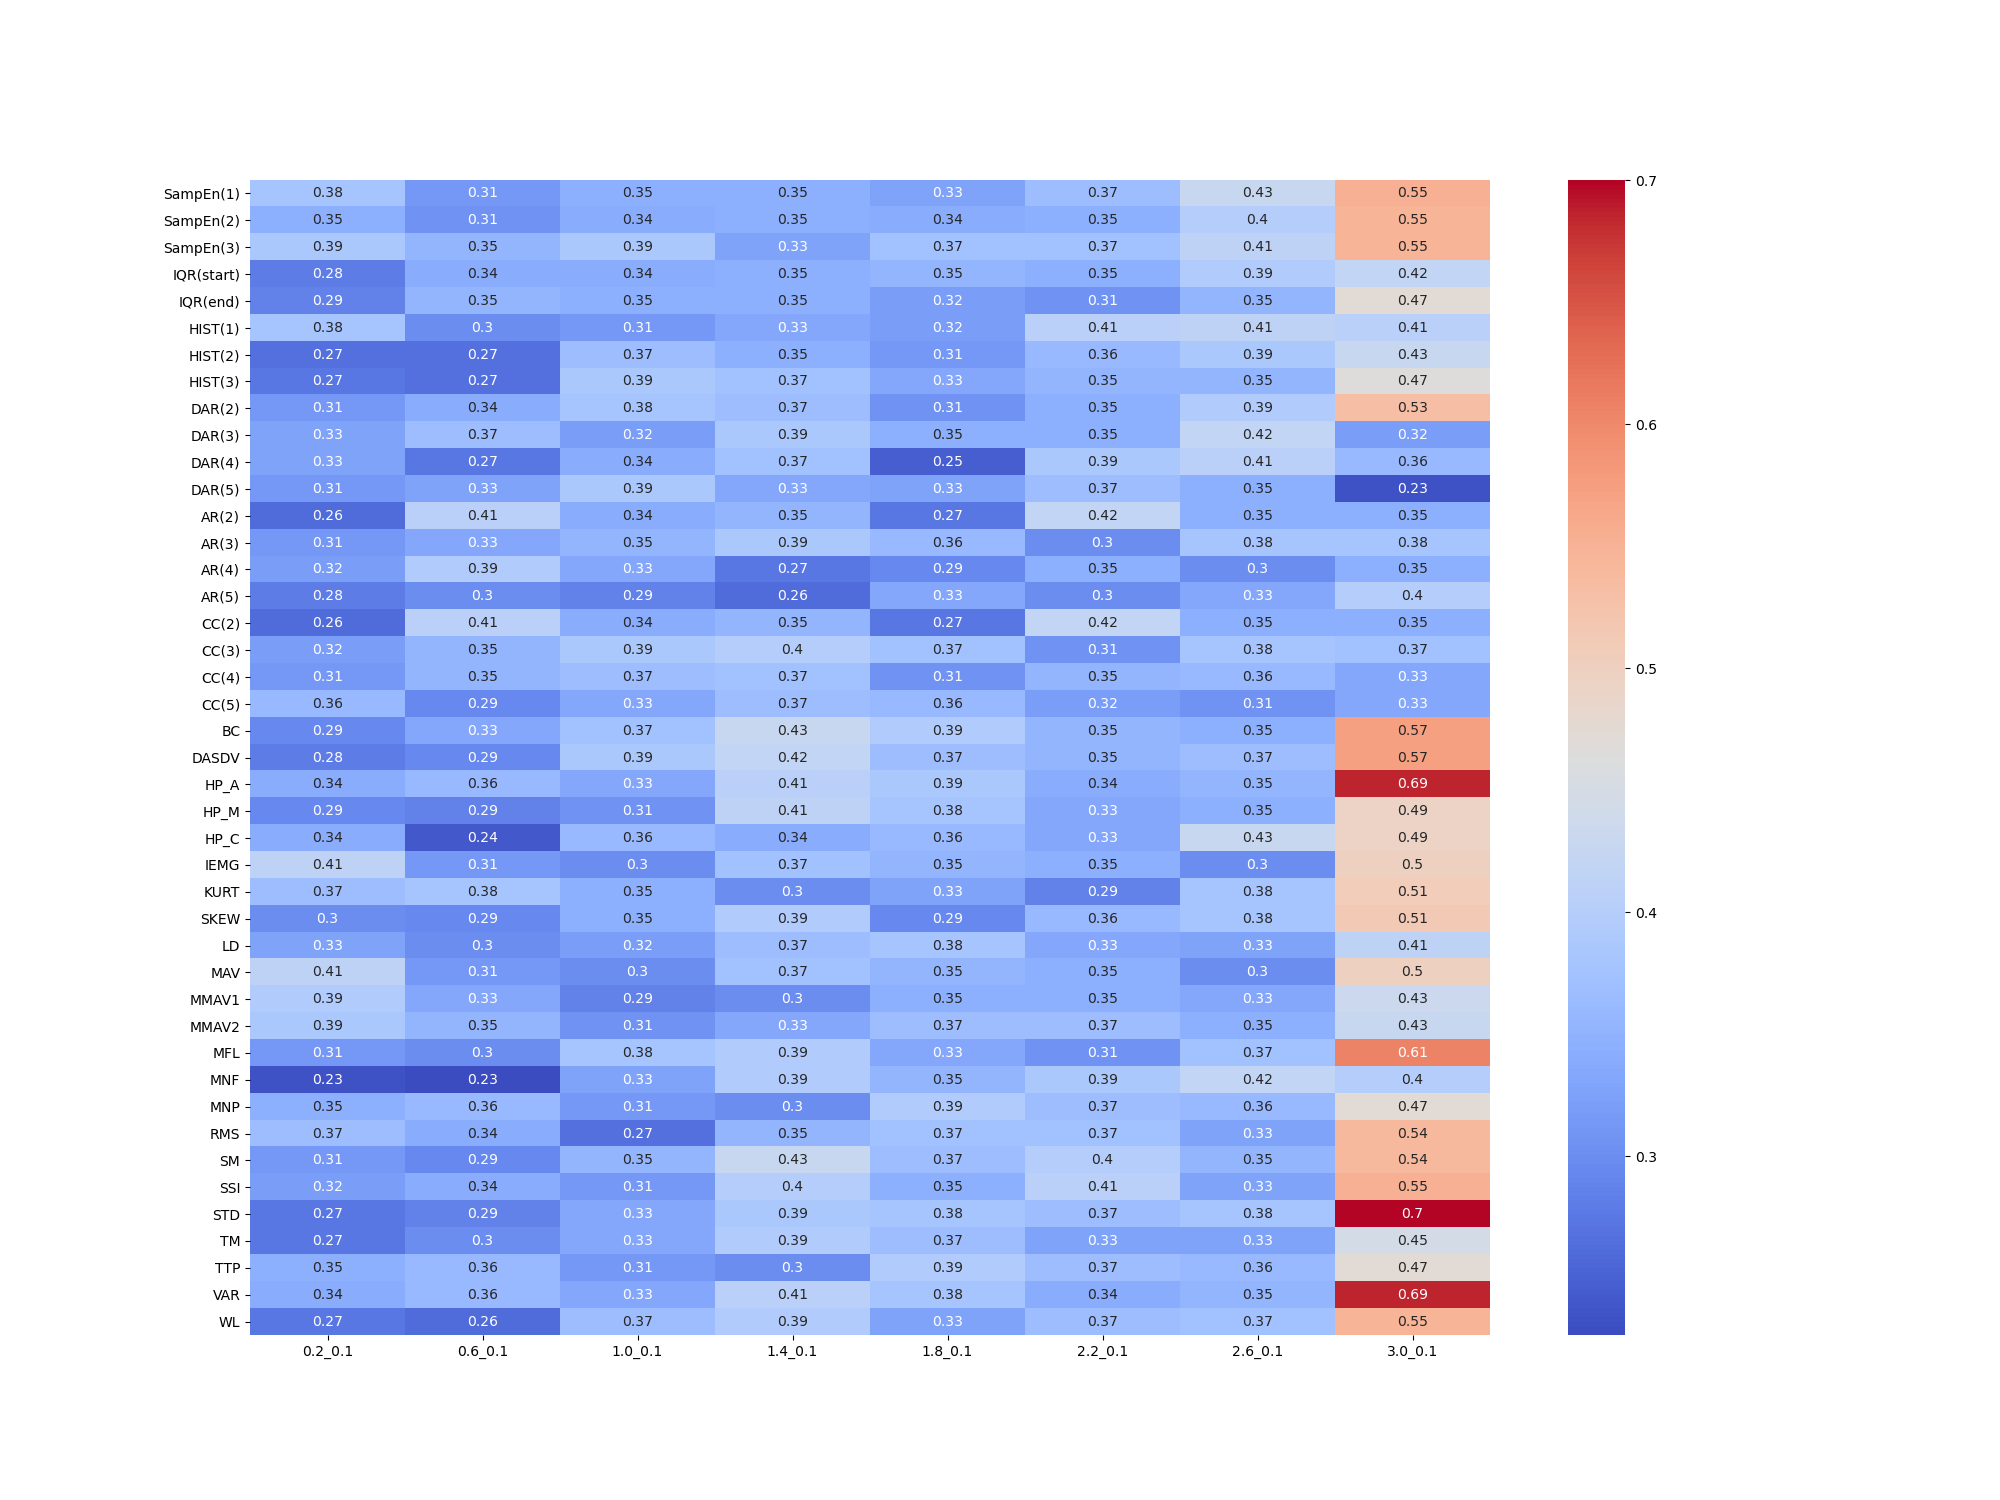 SampEn(1) 0.38 0.31 0.35 0.35 0.33 0.37 0.43 0.55
SampEn(2) 0.35 0.31 0.34 0.35 0.34 0.35 0.4 0.55
SampEn(3) 0.39 0.35 0.39 0.33 0.37 0.37 0.41 0.55
IQR(start) 0.28 0.34 0.34 0.35 0.35 0.35 0.39 0.42
IQR(end) 0.29 0.35 0.35 0.35 0.32 0.31 0.35 0.47
HIST(1) 0.38 0.3 0.31 0.33 0.32 0.41 0.41 0.41
HIST(2) 0.27 0.27 0.37 0.35 0.31 0.36 0.39 0.43
HIST(3) 0.27 0.27 0.39 0.37 0.33 0.35 0.35 0.47
DAR(2) 0.31 0.34 0.38 0.37 0.31 0.35 0.39 0.53
DAR(3) 0.33 0.37 0.32 0.39 0.35 0.35 0.42 0.32
DAR(4) 0.33 0.27 0.34 0.37 0.25 0.39 0.41 0.36
DAR(5) 0.31 0.33 0.39 0.33 0.33 0.37 0.35 0.23
AR(2) 0.26 0.41 0.34 0.35 0.27 0.42 0.35 0.35
AR(3) 0.31 0.33 0.35 0.39 0.36 0.3 0.38 0.38
AR(4) 0.32 0.39 0.33 0.27 0.29 0.35 0.3 0.35
AR(5) 0.28 0.3 0.29 0.26 0.33 0.3 0.33 0.4
CC(2) 0.26 0.41 0.34 0.35 0.27 0.42 0.35 0.35
CC(3) 0.32 0.35 0.39 0.4 0.37 0.31 0.38 0.37
CC(4) 0.31 0.35 0.37 0.37 0.31 0.35 0.36 0.33
CC(5) 0.36 0.29 0.33 0.37 0.36 0.32 0.31 0.33
BC 0.29 0.33 0.37 0.43 0.39 0.35 0.35 0.57
DASDV 0.28 0.29 0.39 0.42 0.37 0.35 0.37 0.57
HP_A 0.34 0.36 0.33 0.41 0.39 0.34 0.35 0.69
HP_M 0.29 0.29 0.31 0.41 0.38 0.33 0.35 0.49
HP_C 0.34 0.24 0.36 0.34 0.36 0.33 0.43 0.49
IEMG 0.41 0.31 0.3 0.37 0.35 0.35 0.3 0.5
KURT 0.37 0.38 0.35 0.3 0.33 0.29 0.38 0.51
SKEW 0.3 0.29 0.35 0.39 0.29 0.36 0.38 0.51
LD 0.33 0.3 0.32 0.37 0.38 0.33 0.33 0.41
MAV 0.41 0.31 0.3 0.37 0.35 0.35 0.3 0.5
MMAV1 0.39 0.33 0.29 0.3 0.35 0.35 0.33 0.43
MMAV2 0.39 0.35 0.31 0.33 0.37 0.37 0.35 0.43
MFL 0.31 0.3 0.38 0.39 0.33 0.31 0.37 0.61
MNF 0.23 0.23 0.33 0.39 0.35 0.39 0.42 0.4
MNP 0.35 0.36 0.31 0.3 0.39 0.37 0.36 0.47
RMS 0.37 0.34 0.27 0.35 0.37 0.37 0.33 0.54
SM 0.31 0.29 0.35 0.43 0.37 0.4 0.35 0.54
SSI 0.32 0.34 0.31 0.4 0.35 0.41 0.33 0.55
STD 0.27 0.29 0.33 0.39 0.38 0.37 0.38 0.7
TM 0.27 0.3 0.33 0.39 0.37 0.33 0.33 0.45
TTP 0.35 0.36 0.31 0.3 0.39 0.37 0.36 0.47
VAR 0.34 0.36 0.33 0.41 0.38 0.34 0.35 0.69
WL 0.27 0.26 0.37 0.39 0.33 0.37 0.37 0.55
0.2_0.1 0.6_0.1 1.0_0.1 1.4_0.1 1.8_0.1 2.2_0.1 2.6_0.1 3.0_0.1
0.7
0.6
0.5
0.4
0.3